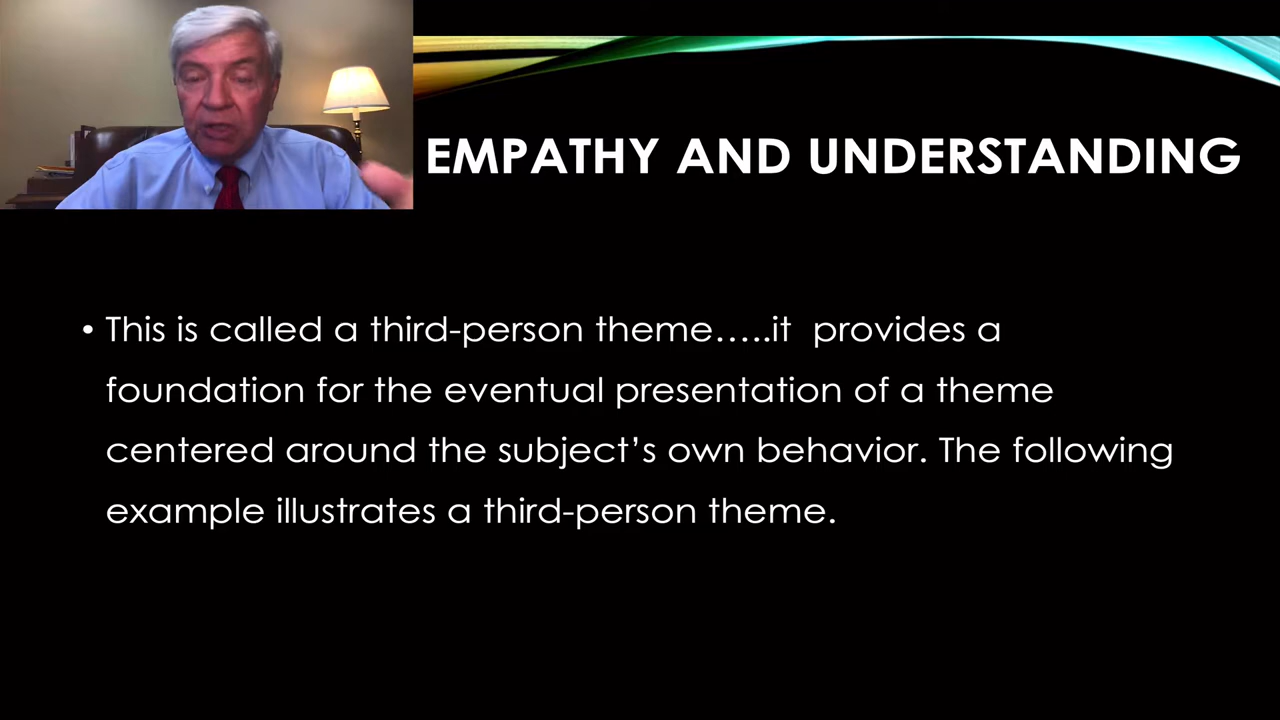 EMPATHY AND UNDERSTANDING
• This is called a third-person theme…..it provides a
foundation for the eventual presentation of a theme
centered around the subject’s own behavior. The following
example illustrates a third-person theme.